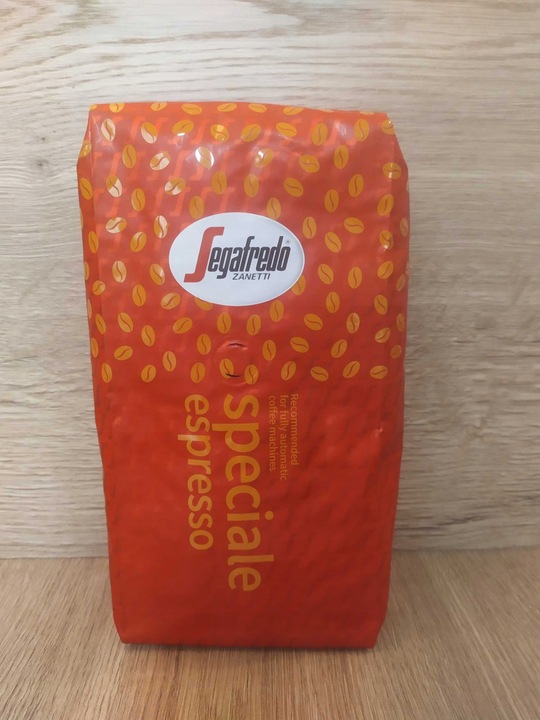 Segafredo
ZANETTI
speciale
espresso
Recommended
for fully automatic
coffee machines